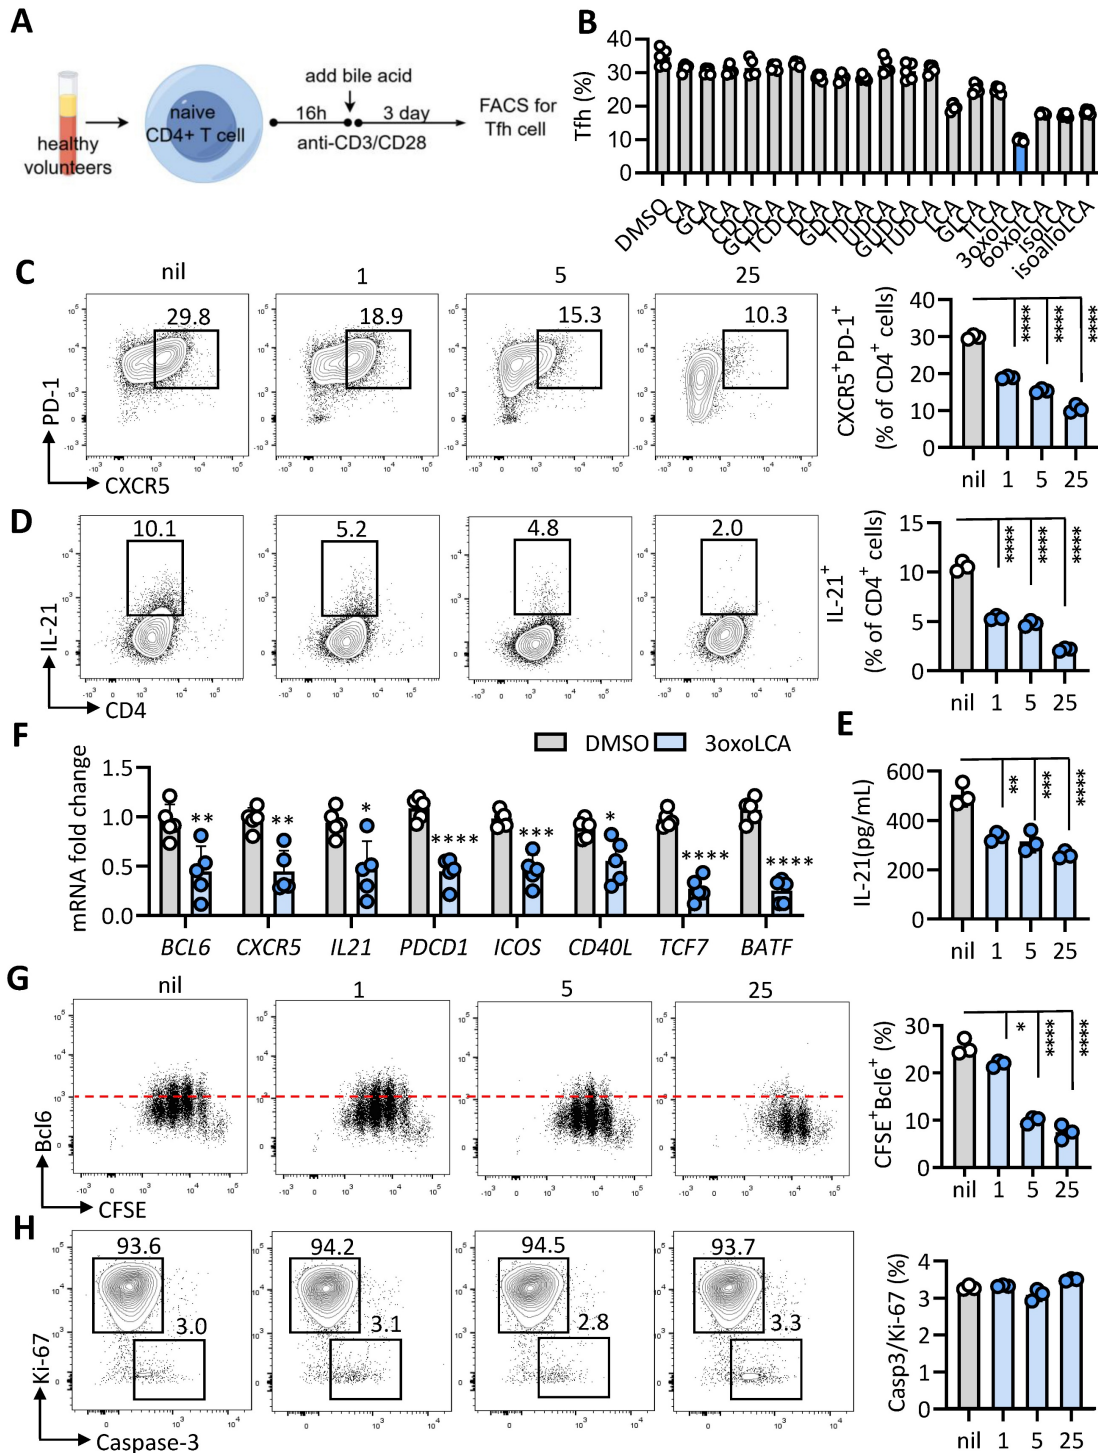 A
healthy
volunteers
naive
CD4+ T cell
add bile acid
16h
3 day
anti-CD3/CD28
FACS for
Tfh cell
B
Tfh (%)
40
30
20
10
0
DMSO
CA
GCA
TCA
CDCA
GCDCA
TCDCA
DCA
GDCA
TDCA
UDCA
GUDCA
TUDCA
LCA
GLCA
TLCA
3oxoLCA
6oxoLCA
isoLCA
isoalloLCA
C
nil 1 5 25
29.8 18.9 15.3 10.3
PD-1
CXCR5
CXCR5+PD-1+
(% of CD4+ cells)
40
30
20
10
0
**** **** ****
nil 1 5 25
D
10.1 5.2 4.8 2.0
IL-21
CD4
IL-21+
(% of CD4+ cells)
15
10
5
0
**** **** ****
nil 1 5 25
F
DMSO 3oxoLCA
mRNA fold change
1.5
1.0
0.5
0.0
** ** * **** *** * **** ****
BCL6 CXCR5 IL21 PDCD1 ICOS CD40L TCF7 BATF
E
IL-21(pg/mL)
600
400
200
0
** *** ****
nil 1 5 25
G
nil 1 5 25
Bcl6
CFSE
CFSE+Bcl6+ (%)
30
20
10
0
* **** ****
nil 1 5 25
H
93.6 94.2 94.5 93.7
3.0 3.1 2.8 3.3
Ki-67
Caspase-3
Casp3/Ki-67 (%)
4
3
2
1
0
nil 1 5 25